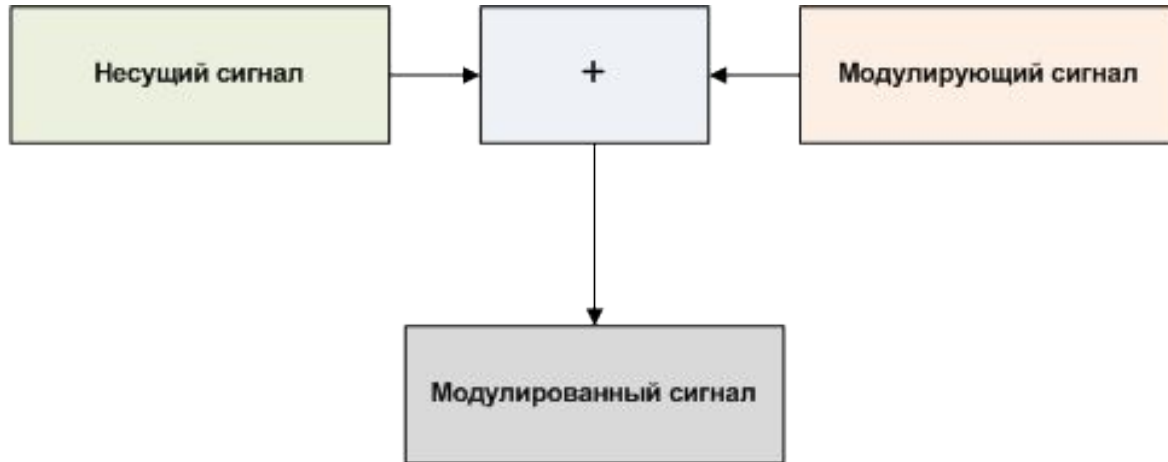 Несущий сигнал
+
Модулирующий сигнал
Модулированный сигнал